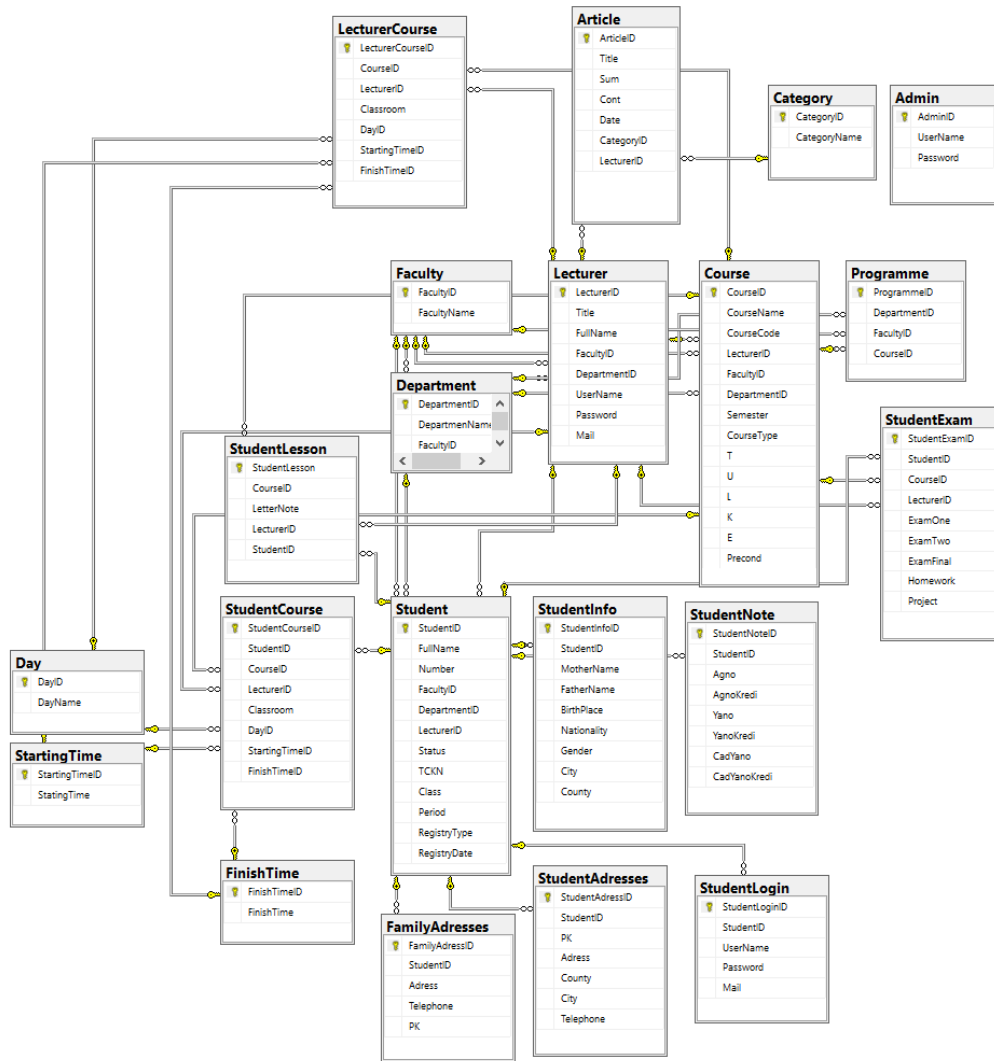 LecturerCourse
LecturerCourseID
CourseID
LecturerID
Classroom
DayID
StartingTimeID
FinishTimeID
Article
ArticleID
Title
Sum
Cont
Date
CategoryID
LecturerID
Category
CategoryID
CategoryName
Admin
AdminID
UserName
Password
Faculty
FacultyID
FacultyName
Lecturer
LecturerID
Title
FullName
FacultyID
DepartmentID
UserName
Password
Mail
Course
CourseID
CourseName
CourseCode
LecturerID
FacultyID
DepartmentID
Semester
CourseType
T
U
L
K
E
Precond
Programme
ProgrammeID
DepartmentID
FacultyID
CourseID
Department
DepartmentID
DepartmenName
FacultyID
StudentExam
StudentExamID
StudentID
CourseID
LecturerID
ExamOne
ExamTwo
ExamFinal
Homework
Project
StudentLesson
StudentLesson
CourseID
LetterNote
LecturerID
StudentID
StudentCourse
StudentCourseID
StudentID
CourseID
LecturerID
Classroom
DayID
StartingTimeID
FinishTimeID
Student
StudentID
FullName
Number
FacultyID
DepartmentID
LecturerID
Status
TCKN
Class
Period
RegistryType
RegistryDate
StudentInfo
StudentInfoID
StudentID
MotherName
FatherName
BirthPlace
Nationality
Gender
City
County
StudentNote
StudentNoteID
StudentID
Agno
AgnoKredi
Yano
YanoKredi
CadYano
CadYanoKredi
Day
DayID
DayName
StartingTime
StartingTimeID
StatingTime
FinishTime
FinishTimeID
FinishTime
FamilyAdresses
FamilyAdressID
StudentID
Adress
Telephone
PK
StudentAdresses
StudentAdressID
StudentID
PK
Adress
County
City
Telephone
StudentLogin
StudentLoginID
StudentID
UserName
Password
Mail